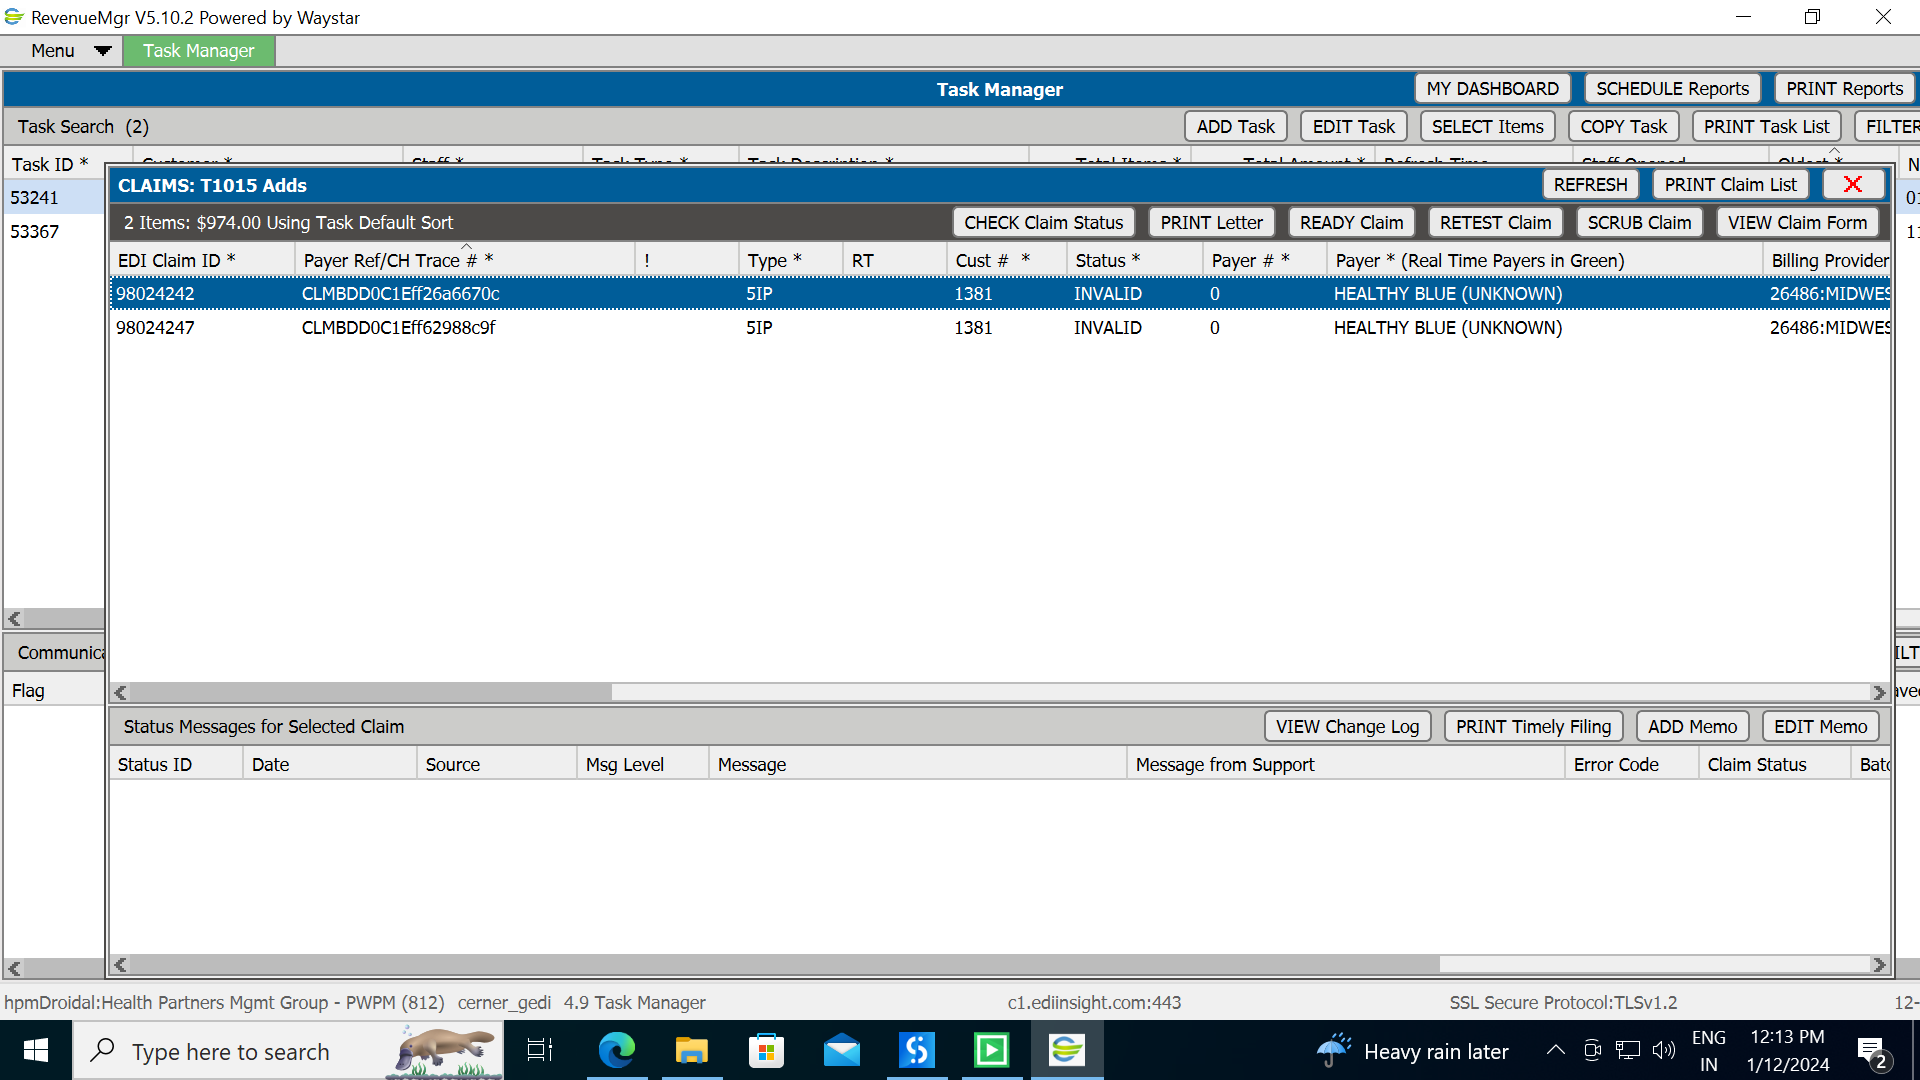 RevenueMgr V5.10.2 Powered by Waystar
Menu
Task Manager
Task Manager
MY DASHBOARD
SCHEDULE Reports
PRINT Reports
Task Search (2)
ADD Task
EDIT Task
SELECT Items
COPY Task
PRINT Task List
FILTER
Task ID *
53241
53367
CLAIMS: T1015 Adds
REFRESH
PRINT Claim List
2 Items: $974.00 Using Task Default Sort
CHECK Claim Status
PRINT Letter
READY Claim
RETEST Claim
SCRUB Claim
VIEW Claim Form
EDI Claim ID * Payer Ref/CH Trace # * ! Type * RT Cust # * Status * Payer # * Payer * (Real Time Payers in Green) Billing Provider
98024242 CLMBDD0C1Eff26a6670c 5IP 1381 INVALID 0 HEALTHY BLUE (UNKNOWN) 26486:MIDWES
98024247 CLMBDD0C1Eff62988c9f 5IP 1381 INVALID 0 HEALTHY BLUE (UNKNOWN) 26486:MIDWES
Communica
Flag
Status Messages for Selected Claim
VIEW Change Log
PRINT Timely Filing
ADD Memo
EDIT Memo
Status ID Date Source Msg Level Message Message from Support Error Code Claim Status Batc
hpmDroidal:Health Partners Mgmt Group - PWPM (812) cerner_gedi 4.9 Task Manager c1.ediinsight.com:443 SSL Secure Protocol:TLSv1.2 12-
Type here to search
Heavy rain later
ENG
IN
12:13 PM
1/12/2024
2